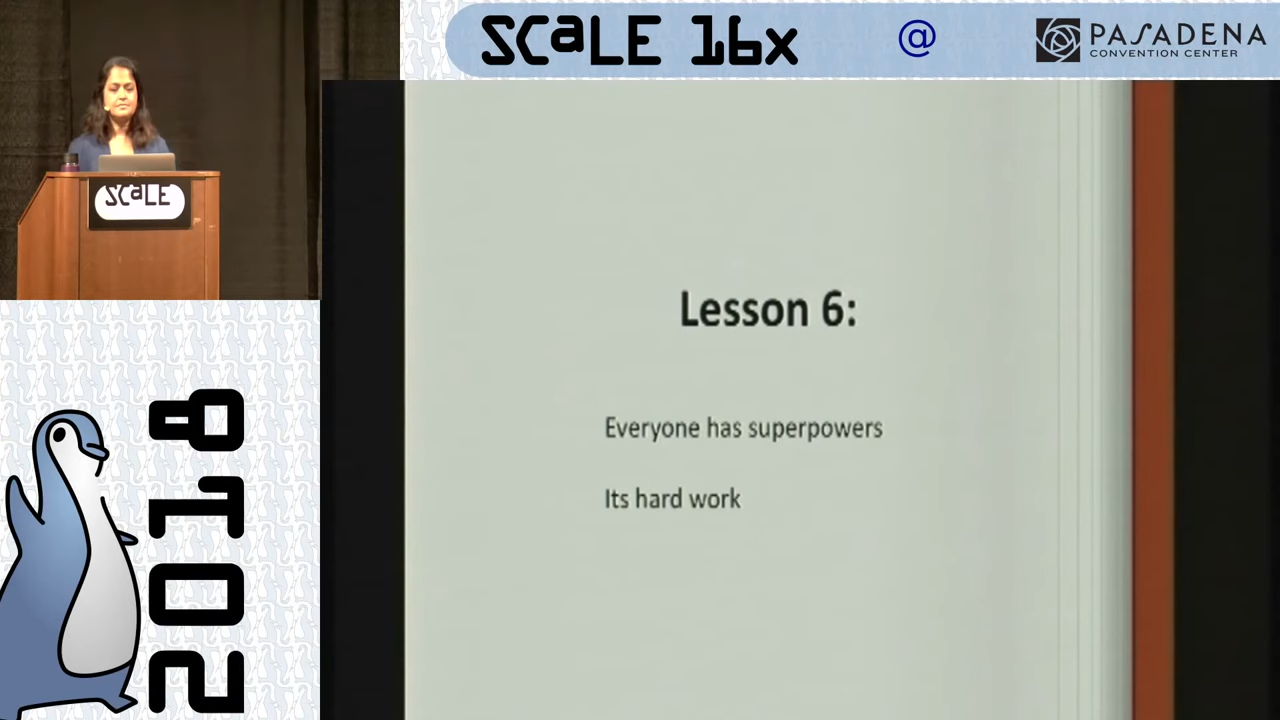 SCaLE 16x @ PASADENA
CONVENTION CENTER
SCaLE
Lesson 6:
Everyone has superpowers
Its hard work
2018